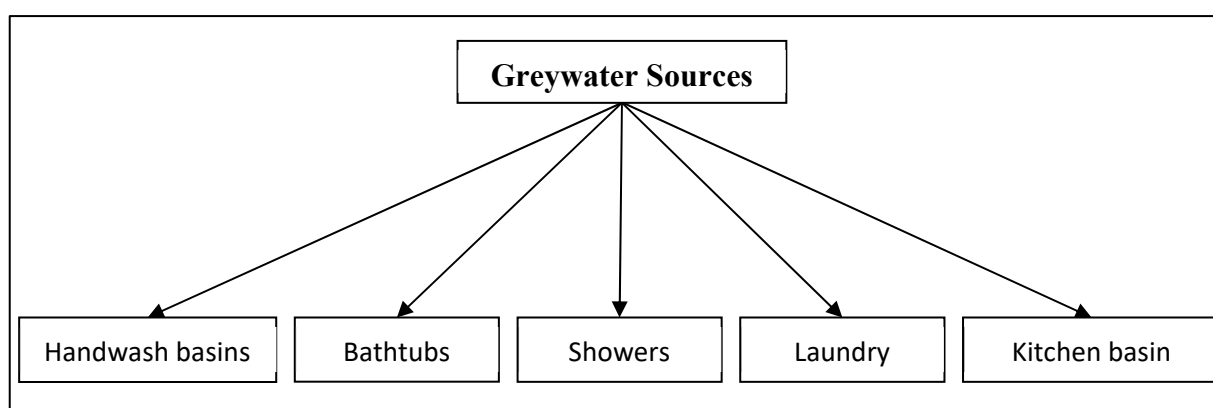 Greywater Sources
Handwash basins
Bathtubs
Showers
Laundry
Kitchen basin